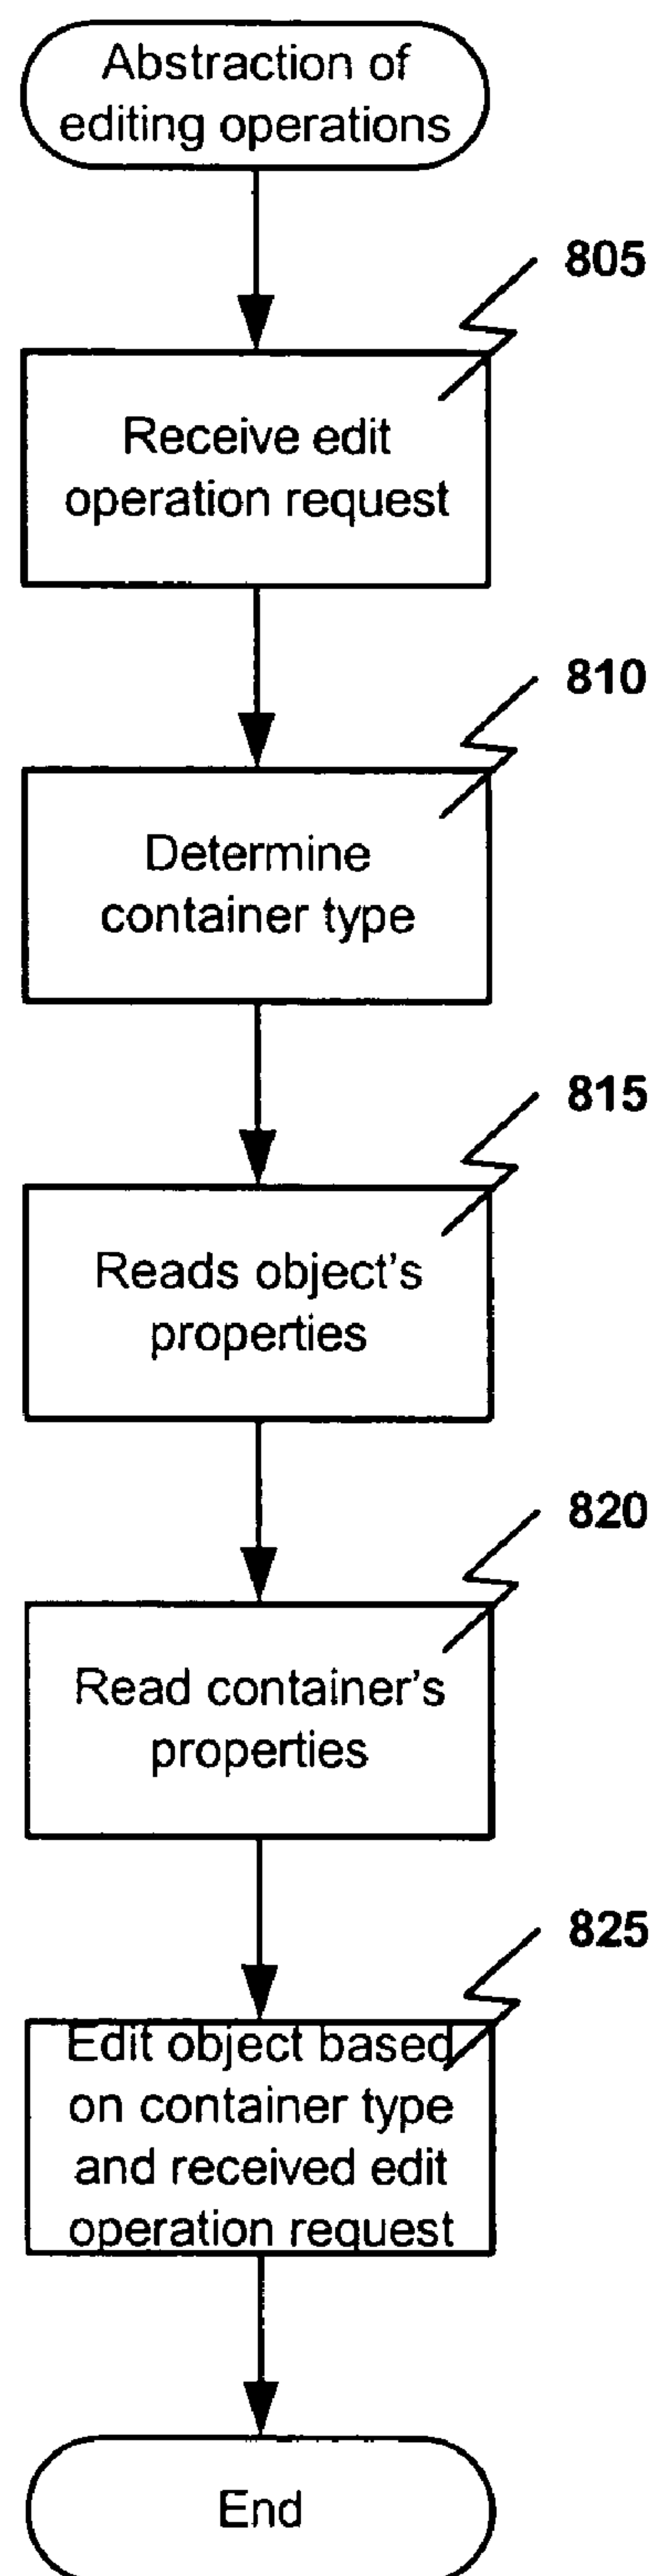 Abstraction of
editing operations
805
Receive edit
operation request
810
Determine
container type
815
Reads object's
properties
820
Read container's
properties
825
Edit object based
on container type
and received edit
operation request
End